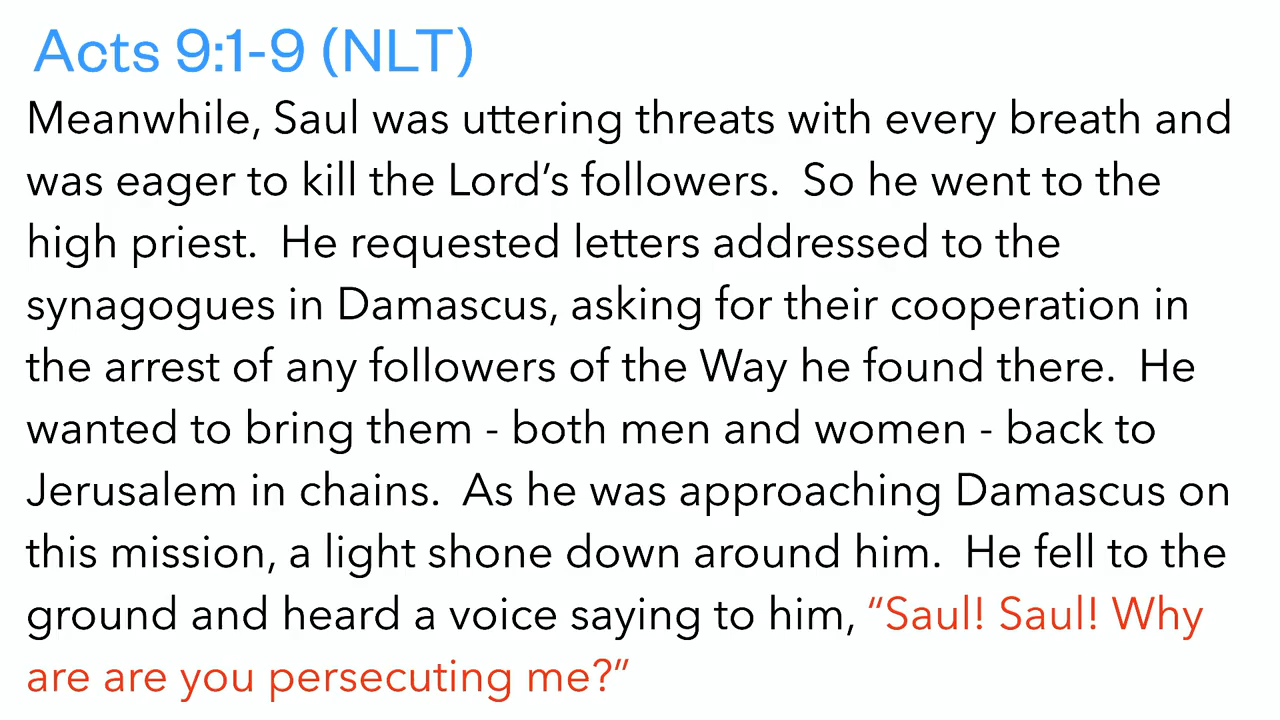 Acts 9:1-9 (NLT)
Meanwhile, Saul was uttering threats with every breath and
was eager to kill the Lord’s followers.  So he went to the
high priest.  He requested letters addressed to the
synagogues in Damascus, asking for their cooperation in
the arrest of any followers of the Way he found there.  He
wanted to bring them - both men and women - back to
Jerusalem in chains.  As he was approaching Damascus on
this mission, a light shone down around him.  He fell to the
ground and heard a voice saying to him, “Saul! Saul! Why
are are you persecuting me?”